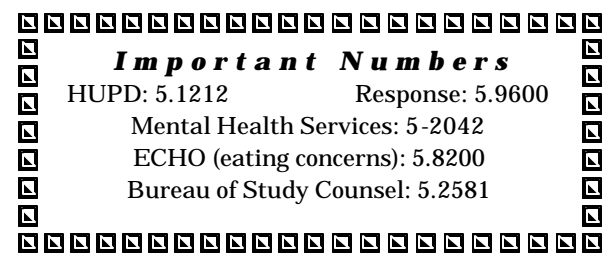 Important Numbers
HUPD: 5.1212 Response: 5.9600
Mental Health Services: 5-2042
ECHO (eating concerns): 5.8200
Bureau of Study Counsel: 5.2581